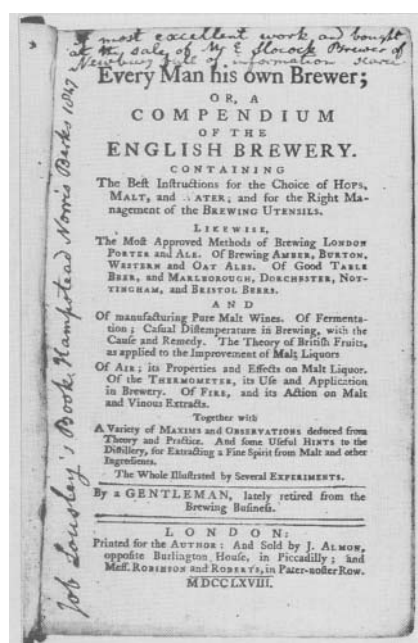 A most excellent work and bought
at the sale of Mr E Slocock Brewer of
Newbury full of information
Every Man his own Brewer;
OR, A
COMPENDIUM
OF THE
ENGLISH BREWERY.
CONTAINING
The Beſt Inſtructions for the Choice of HOPS,
MALT, and WATER; and for the Right Ma-
nagement of the BREWING UTENSILS.
LIKEWISE,
The Moſt Approved Methods of Brewing LONDON
PORTER and ALE. Of Brewing AMBER, BURTON,
WESTERN and OAT ALES. Of Good TABLE
BEER, and MARLBOROUGH, DORCHESTER, NOT-
TINGHAM, and BRISTOL BEERS.
AND
Of manufacturing Pure Malt Wines. Of Fermenta-
tion; Caſual Diſtemperature in Brewing, with the
Cauſe and Remedy. The Theory of Britiſh Fruits,
as applied to the Improvement of Malt Liquors
Of AIR; its Properties and Effects on Malt Liquor.
Of the THERMOMETER, its Uſe and Application
in Brewery. Of FIRE, and its Action on Malt
and Vinous Extracts.
Together with
A Variety of MAXIMS and OBSERVATIONS deduced from
Theory and Practice. And ſome Uſeful HINTS to the
Diſtillery, for Extracting a Fine Spirit from Malt and other
Ingredients.
The Whole Illuſtrated by Several EXPERIMENTS.
By a GENTLEMAN, lately retired from the
Brewing Buſineſs.
LONDON:
Printed for the AUTHOR: And Sold by J. ALMON,
oppoſite Burlington Houſe, in Piccadilly; and
Meſſ. ROBINSON and ROBERTS, in Pater-noſter Row.
MDCCLXVIII.
Job Lousley's Book, Hampstead Norris Berks 1847